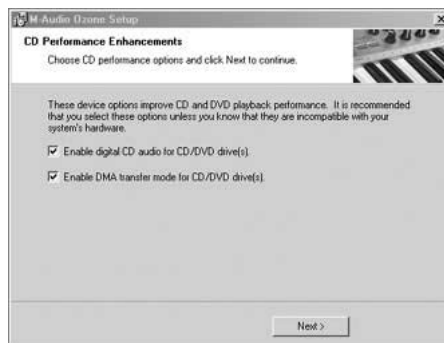 M-Audio Ozone Setup
CD Performance Enhancements
Choose CD performance options and click Next to continue.
These device options improve CD and DVD playback performance. It is recommended
that you select these options unless you know that they are incompatible with your
system's hardware.
Enable digital CD audio for CD/DVD drive(s).
Enable DMA transfer mode for CD/DVD drive(s).
Next >